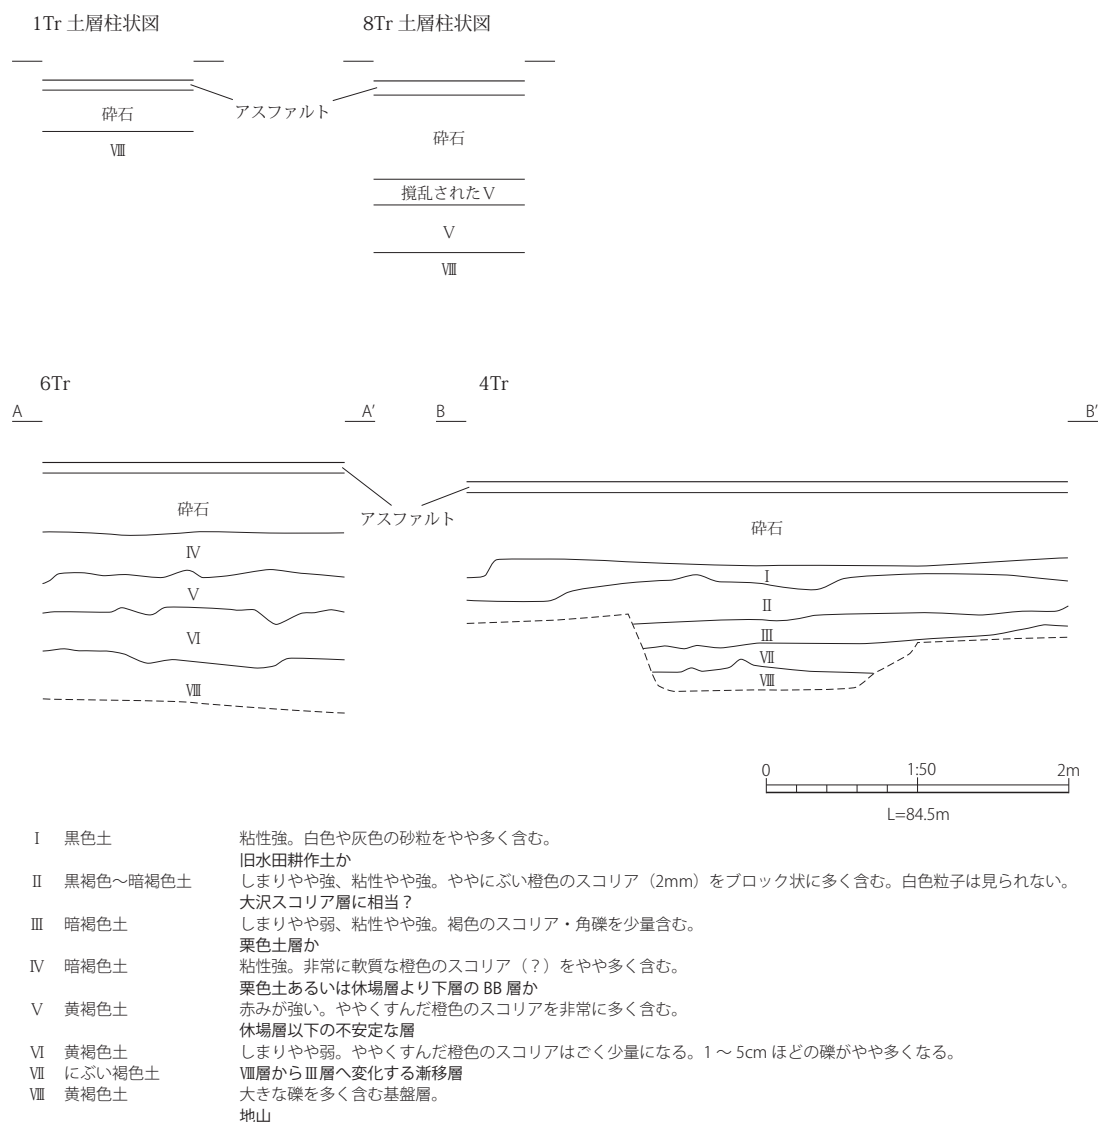 1Tr 土層柱状図
8Tr 土層柱状図
アスファルト
砕石
Ⅷ
砕石
撹乱されたⅤ
Ⅴ
Ⅷ
6Tr
4Tr
A
A'
B
B'
アスファルト
砕石
Ⅳ
Ⅴ
Ⅵ
Ⅷ
砕石
Ⅰ
Ⅱ
Ⅲ
Ⅶ
Ⅷ
0 1:50 2m
L=84.5m
Ⅰ 黒色土 粘性強。白色や灰色の砂粒をやや多く含む。
旧水田耕作土か
Ⅱ 黒褐色～暗褐色土 しまりやや強、粘性やや強。ややにぶい橙色のスコリア（2mm）をブロック状に多く含む。白色粒子は見られない。
大沢スコリア層に相当？
Ⅲ 暗褐色土 しまりやや弱、粘性やや強。褐色のスコリア・角礫を少量含む。
栗色土層か
Ⅳ 暗褐色土 粘性強。非常に軟質な橙色のスコリア（？）をやや多く含む。
栗色土あるいは休場層より下層の BB 層か
Ⅴ 黄褐色土 赤みが強い。ややくすんだ橙色のスコリアを非常に多く含む。
休場層以下の不安定な層
Ⅵ 黄褐色土 しまりやや弱。ややくすんだ橙色のスコリアはごく少量になる。1 ～ 5cm ほどの礫がやや多くなる。
Ⅶ にぶい褐色土 Ⅷ層からⅢ層へ変化する漸移層
Ⅷ 黄褐色土 大きな礫を多く含む基盤層。
地山